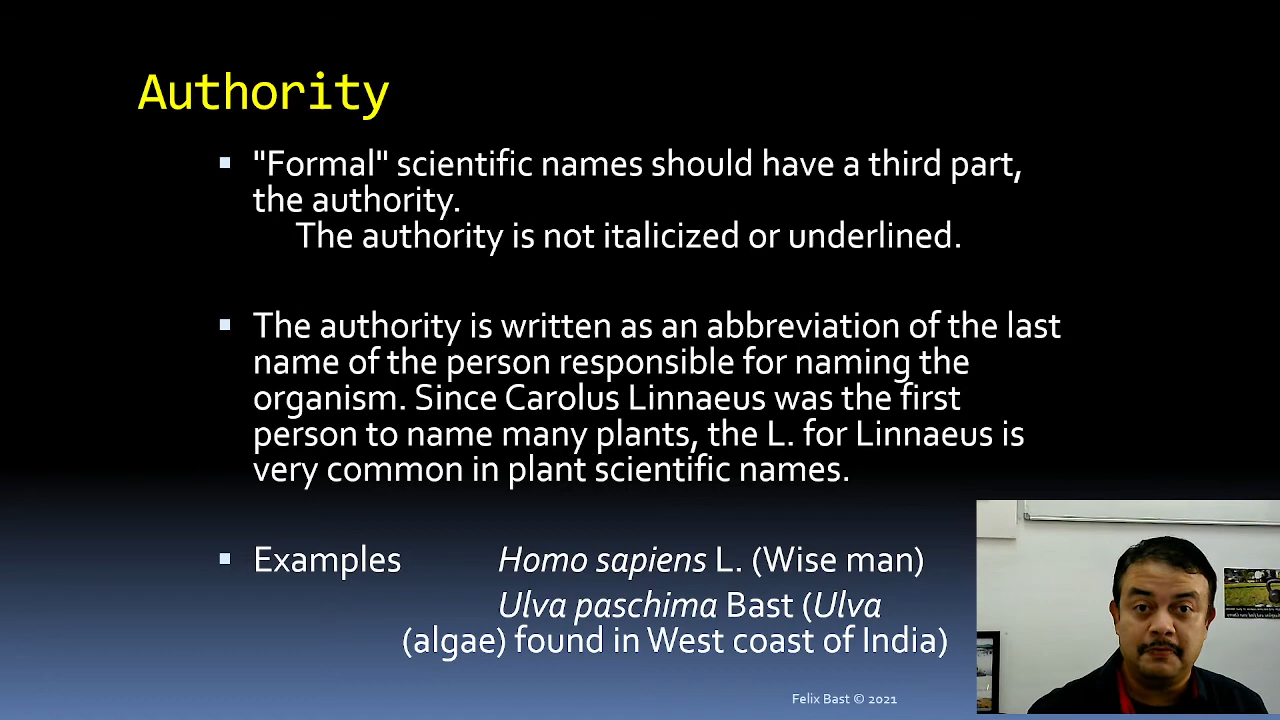 Authority
"Formal" scientific names should have a third part,
the authority.
The authority is not italicized or underlined.
The authority is written as an abbreviation of the last
name of the person responsible for naming the
organism. Since Carolus Linnaeus was the first
person to name many plants, the L. for Linnaeus is
very common in plant scientific names.
Examples Homo sapiens L. (Wise man)
Ulva paschima Bast (Ulva
(algae) found in West coast of India)
Felix Bast © 2021